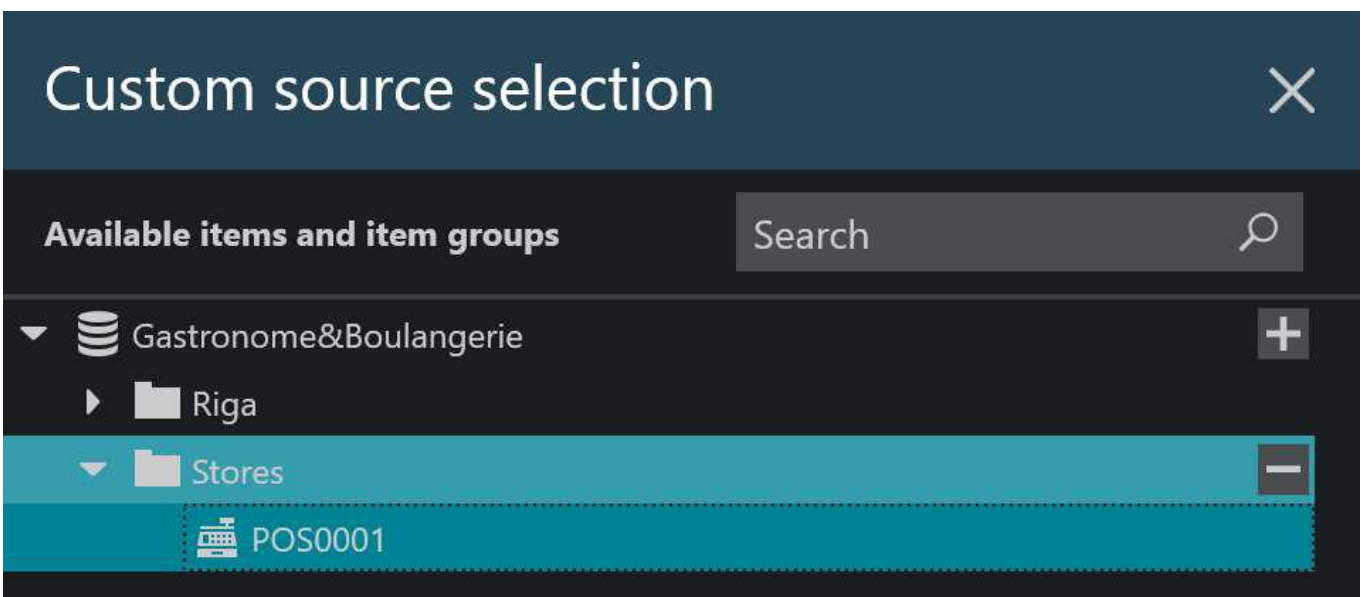 Custom source selection
Available items and item groups
Search
Gastronome&Boulangerie
Riga
Stores
POS0001